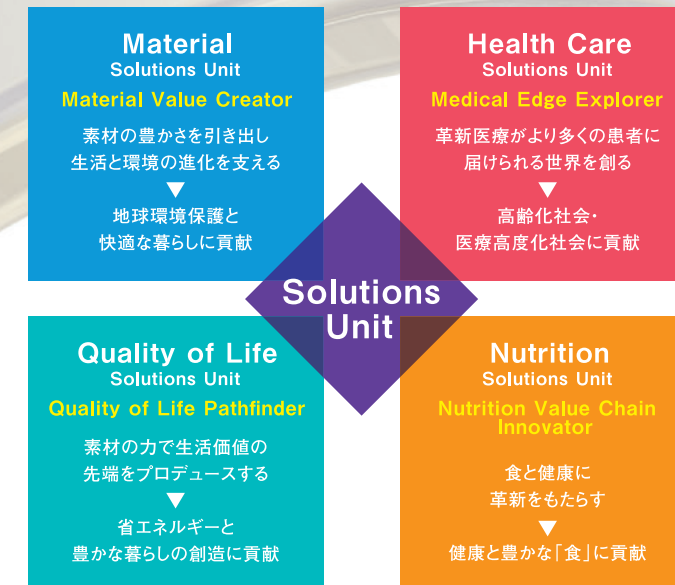 Material
Solutions Unit
Material Value Creator
素材の豊かさを引き出し
生活と環境の進化を支える
▼
地球環境保護と
快適な暮らしに貢献
Health Care
Solutions Unit
Medical Edge Explorer
革新医療がより多くの患者に
届けられる世界を創る
▼
高齢化社会・
医療高度化社会に貢献
Solutions
Unit
Quality of Life
Solutions Unit
Quality of Life Pathfinder
素材の力で生活価値の
先端をプロデュースする
▼
省エネルギーと
豊かな暮らしの創造に貢献
Nutrition
Solutions Unit
Nutrition Value Chain
Innovator
食と健康に
革新をもたらす
▼
健康と豊かな「食」に貢献